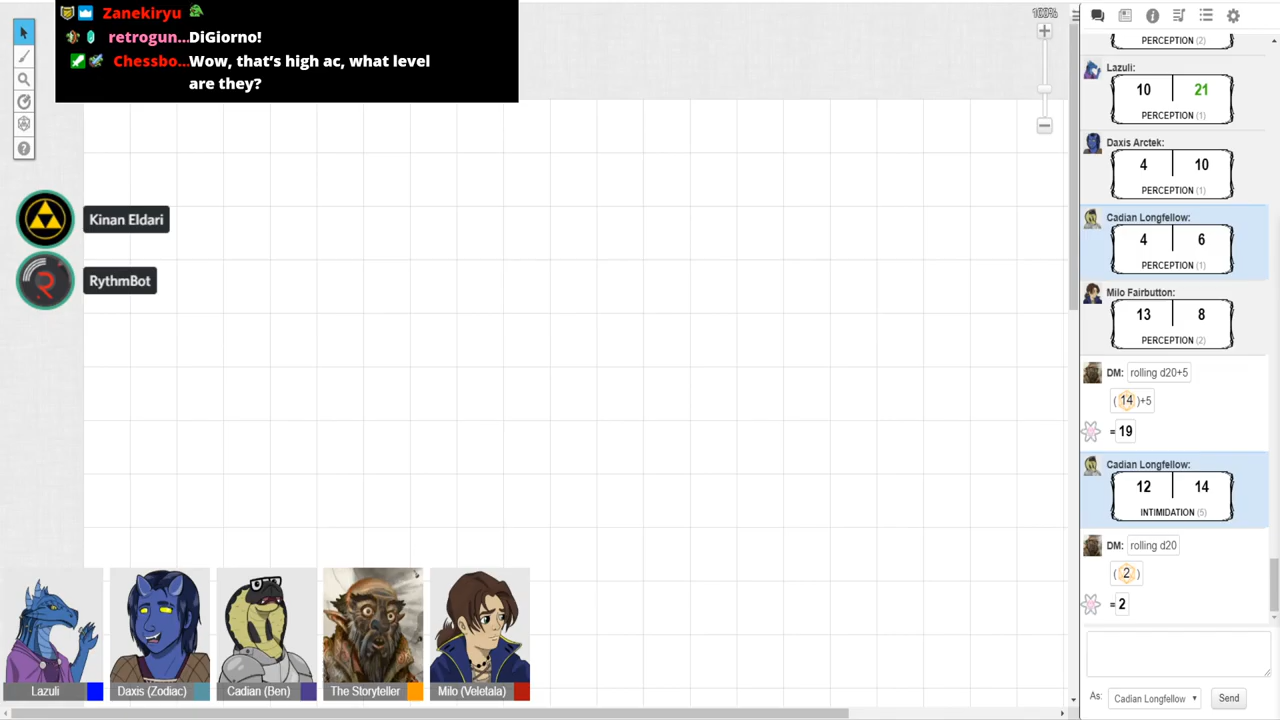 Zanekiryu
retrogun...DiGiorno!
Chessbo...Wow, that's high ac, what level
are they?
100%
Kinan Eldari
RythmBot
Lazuli
Daxis (Zodiac)
Cadian (Ben)
The Storyteller
Milo (Veletala)
PERCEPTION (2)
Lazuli:
10 21
PERCEPTION (1)
Daxis Arctek:
4 10
PERCEPTION (1)
Cadian Longfellow:
4 6
PERCEPTION (1)
Milo Fairbutton:
13 8
PERCEPTION (2)
DM: rolling d20+5
(14)+5
=19
Cadian Longfellow:
12 14
INTIMIDATION (5)
DM: rolling d20
(2)
=2
As: Cadian Longfellow Send